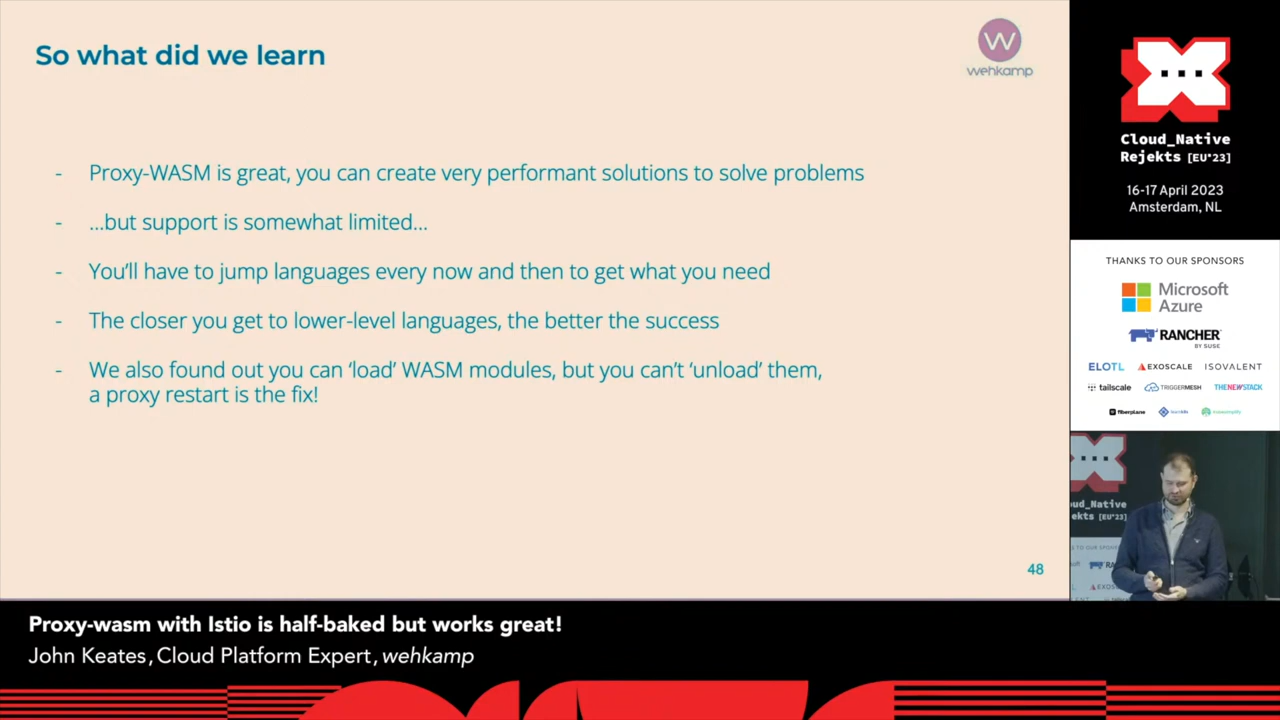 So what did we learn
W
wehkamp
- Proxy-WASM is great, you can create very performant solutions to solve problems
- …but support is somewhat limited…
- You’ll have to jump languages every now and then to get what you need
- The closer you get to lower-level languages, the better the success
- We also found out you can ‘load’ WASM modules, but you can’t ‘unload’ them,
a proxy restart is the fix!
48
Cloud_Native
Rejekts [EU*23]
16-17 April 2023
Amsterdam, NL
THANKS TO OUR SPONSORS
Microsoft
Azure
RANCHER
BY SUSE
ELOTL EXOSCALE ISOVALENT
tailscale TRIGGERMESH THENEWSTACK
fiberplane
Proxy-wasm with Istio is half-baked but works great!
John Keates, Cloud Platform Expert, wehkamp